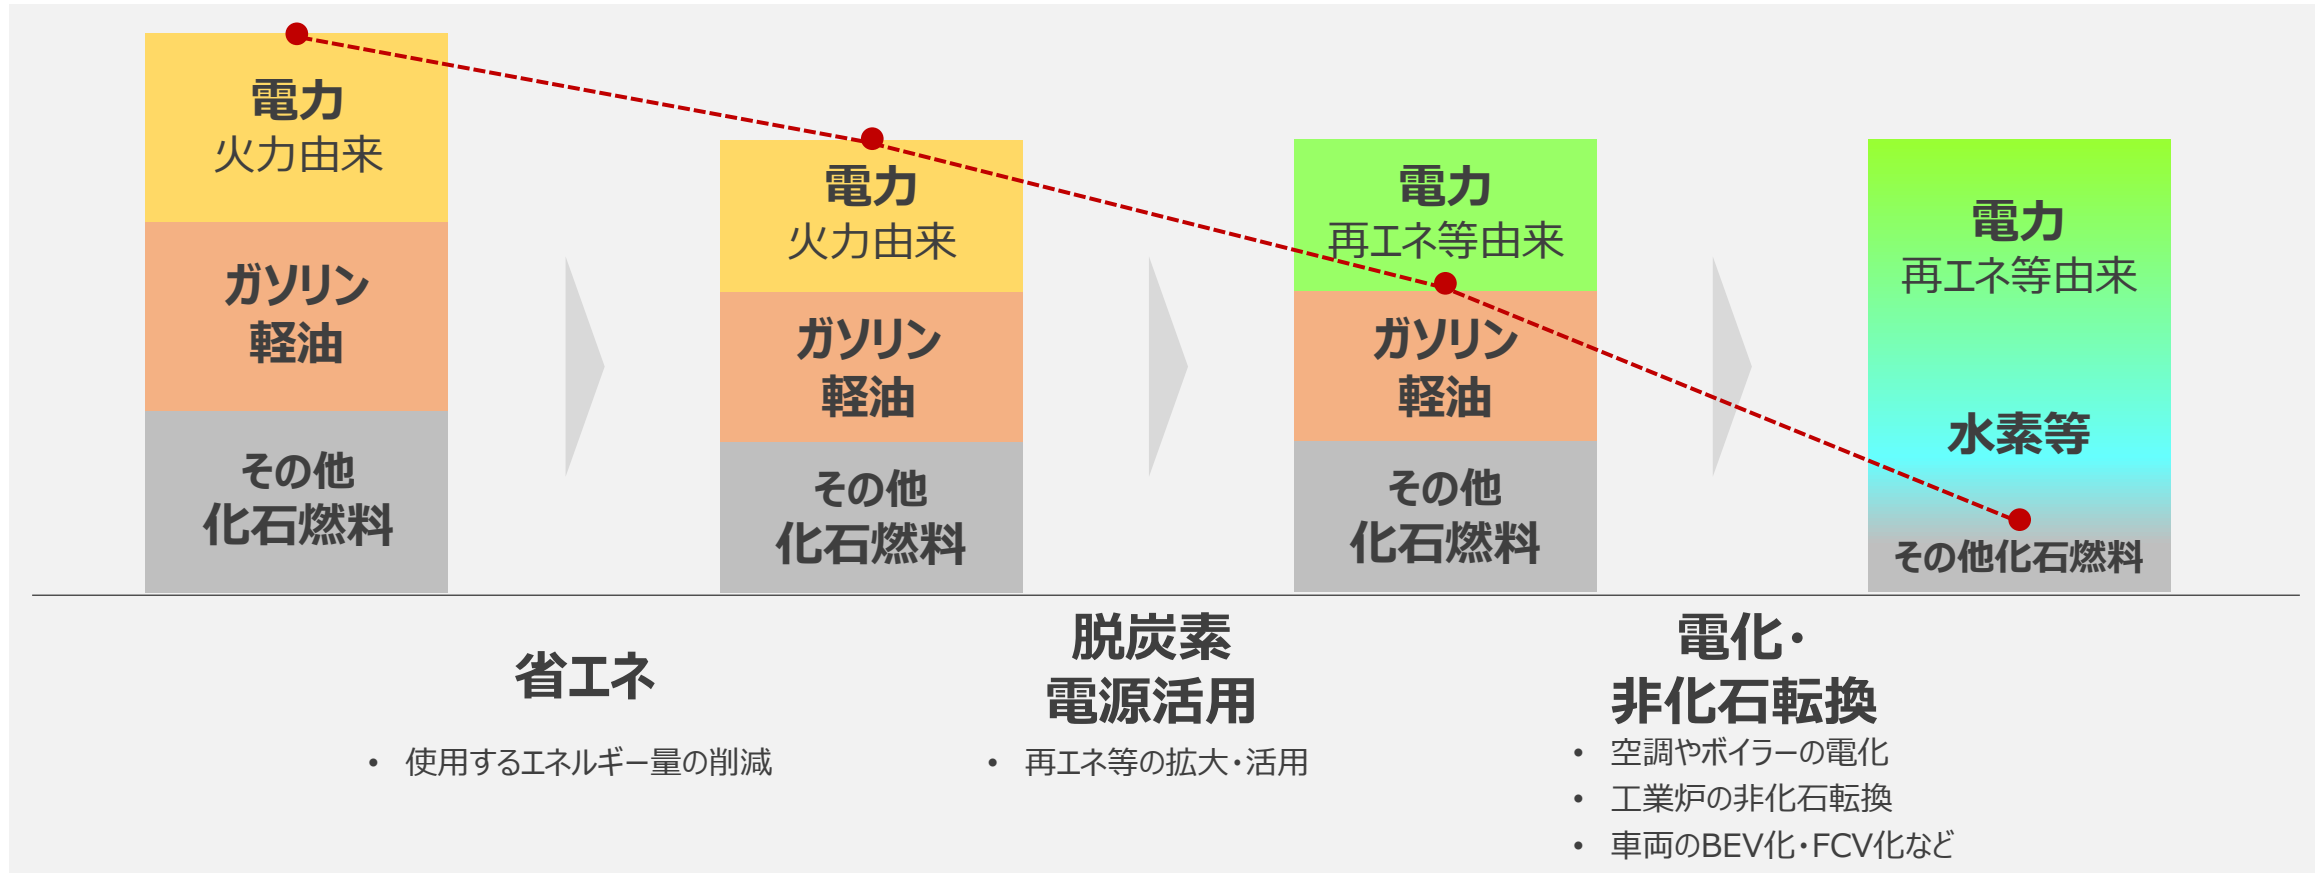 電力
火力由来
ガソリン
軽油
その他
化石燃料
電力
火力由来
ガソリン
軽油
その他
化石燃料
電力
再エネ等由来
ガソリン
軽油
その他
化石燃料
電力
再エネ等由来
水素等
その他化石燃料
省エネ
• 使用するエネルギー量の削減
脱炭素
電源活用
• 再エネ等の拡大・活用
電化・
非化石転換
• 空調やボイラーの電化
• 工業炉の非化石転換
• 車両のBEV化・FCV化など